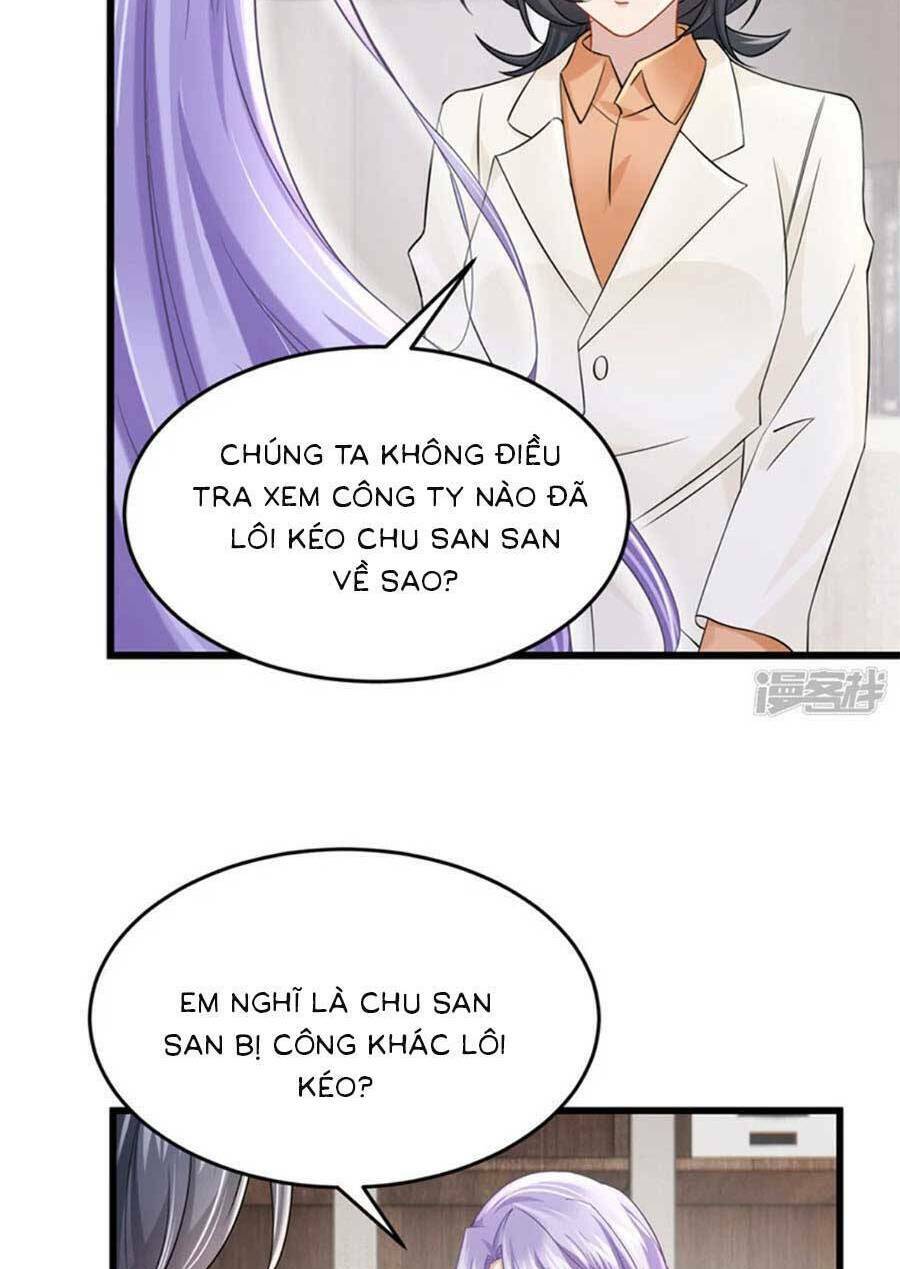 CHÚNG TA KHÔNG ĐIỀU
TRA XEM CÔNG TY NÀO ĐÃ
LÔI KÉO CHU SAN SAN
VỀ SAO?
漫客栈
EM NGHĨ LÀ CHU SAN
SAN BỊ CÔNG KHÁC LÔI
KÉO?